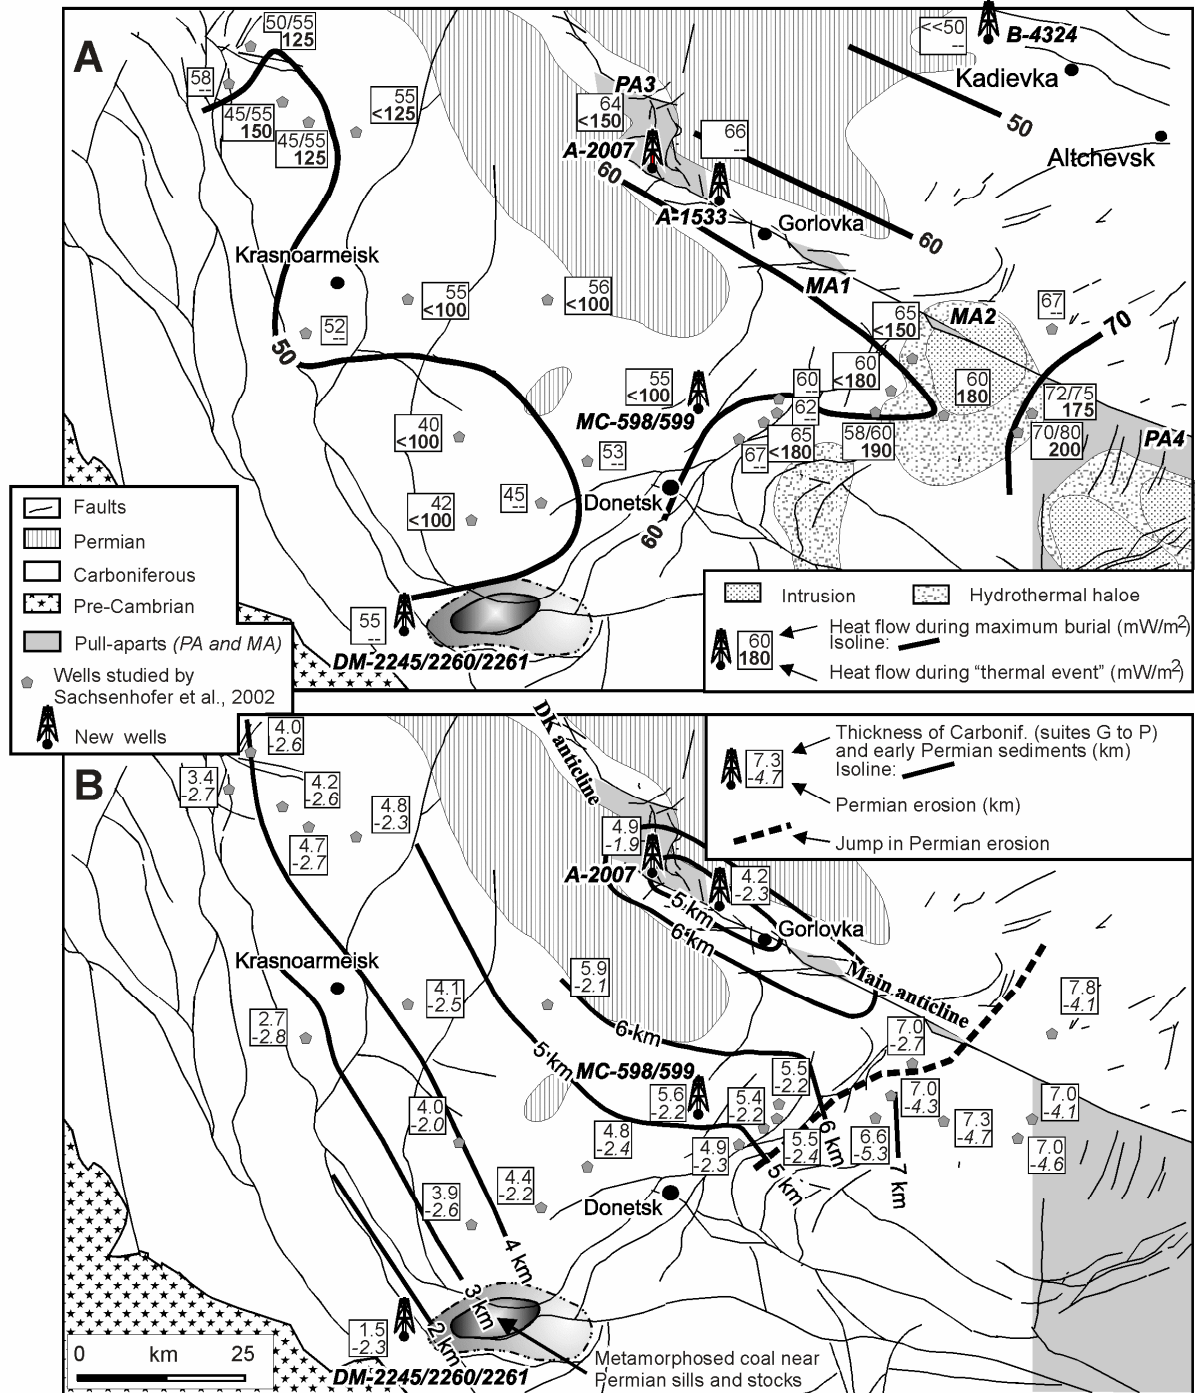 A
50/55
125
58
--
45/55
150
45/55
125
55
<125
PA3
64
<150
A-2007
60
66
--
A-1533
Gorlovka
60
<<50
--
B-4324
Kadievka
50
Altchevsk
Krasnoarmeisk
55
<100
56
<100
52
--
50
MA1
MA2
65
<150
67
--
70
60
<180
60
180
72/75
175
70/80
200
PA4
55
<100
MC-598/599
60
--
62
--
65
<180
67
--
58/60
190
40
<100
53
--
42
<100
45
--
Donetsk
60
55
--
DM-2245/2260/2261
Faults
Permian
Carboniferous
Pre-Cambrian
Pull-aparts (PA and MA)
Wells studied by
Sachsenhofer et al., 2002
New wells
Intrusion
Hydrothermal haloe
60
180
Heat flow during maximum burial (mW/m2)
Isoline:
Heat flow during "thermal event" (mW/m2)
B
4.0
-2.6
3.4
-2.7
4.2
-2.6
4.7
-2.7
4.8
-2.3
DK anticline
4.9
-1.9
A-2007
4.2
-2.3
5 km
6 km
Gorlovka
Main anticline
7.3
-4.7
Thickness of Carbonif. (suites G to P)
and early Permian sediments (km)
Isoline:
Permian erosion (km)
Jump in Permian erosion
Krasnoarmeisk
4.1
-2.5
5.9
-2.1
2.7
-2.8
7.8
-4.1
7.0
-2.7
6 km
5 km
MC-598/599
5.6
-2.2
5.4
-2.2
5.5
-2.2
7.0
-4.3
7.3
-4.7
7.0
-4.1
7.0
-4.6
4.0
-2.0
4.8
-2.4
4.9
-2.3
5.5
-2.4
6 km
6.6
-5.3
7 km
5 km
3.9
-2.6
4.4
-2.2
Donetsk
4 km
3 km
2 km
1.5
-2.3
DM-2245/2260/2261
Metamorphosed coal near
Permian sills and stocks
0 km 25